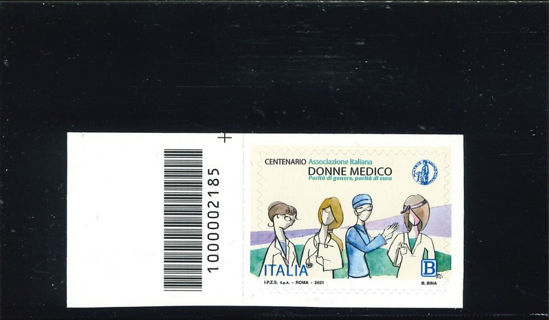 1000002185
CENTENARIO Associazione Italiana
DONNE MEDICO
Parità di genere, parità di cura
ITALIA
B
I.P.Z.S. S.p.A. - ROMA - 2021
B. BINA